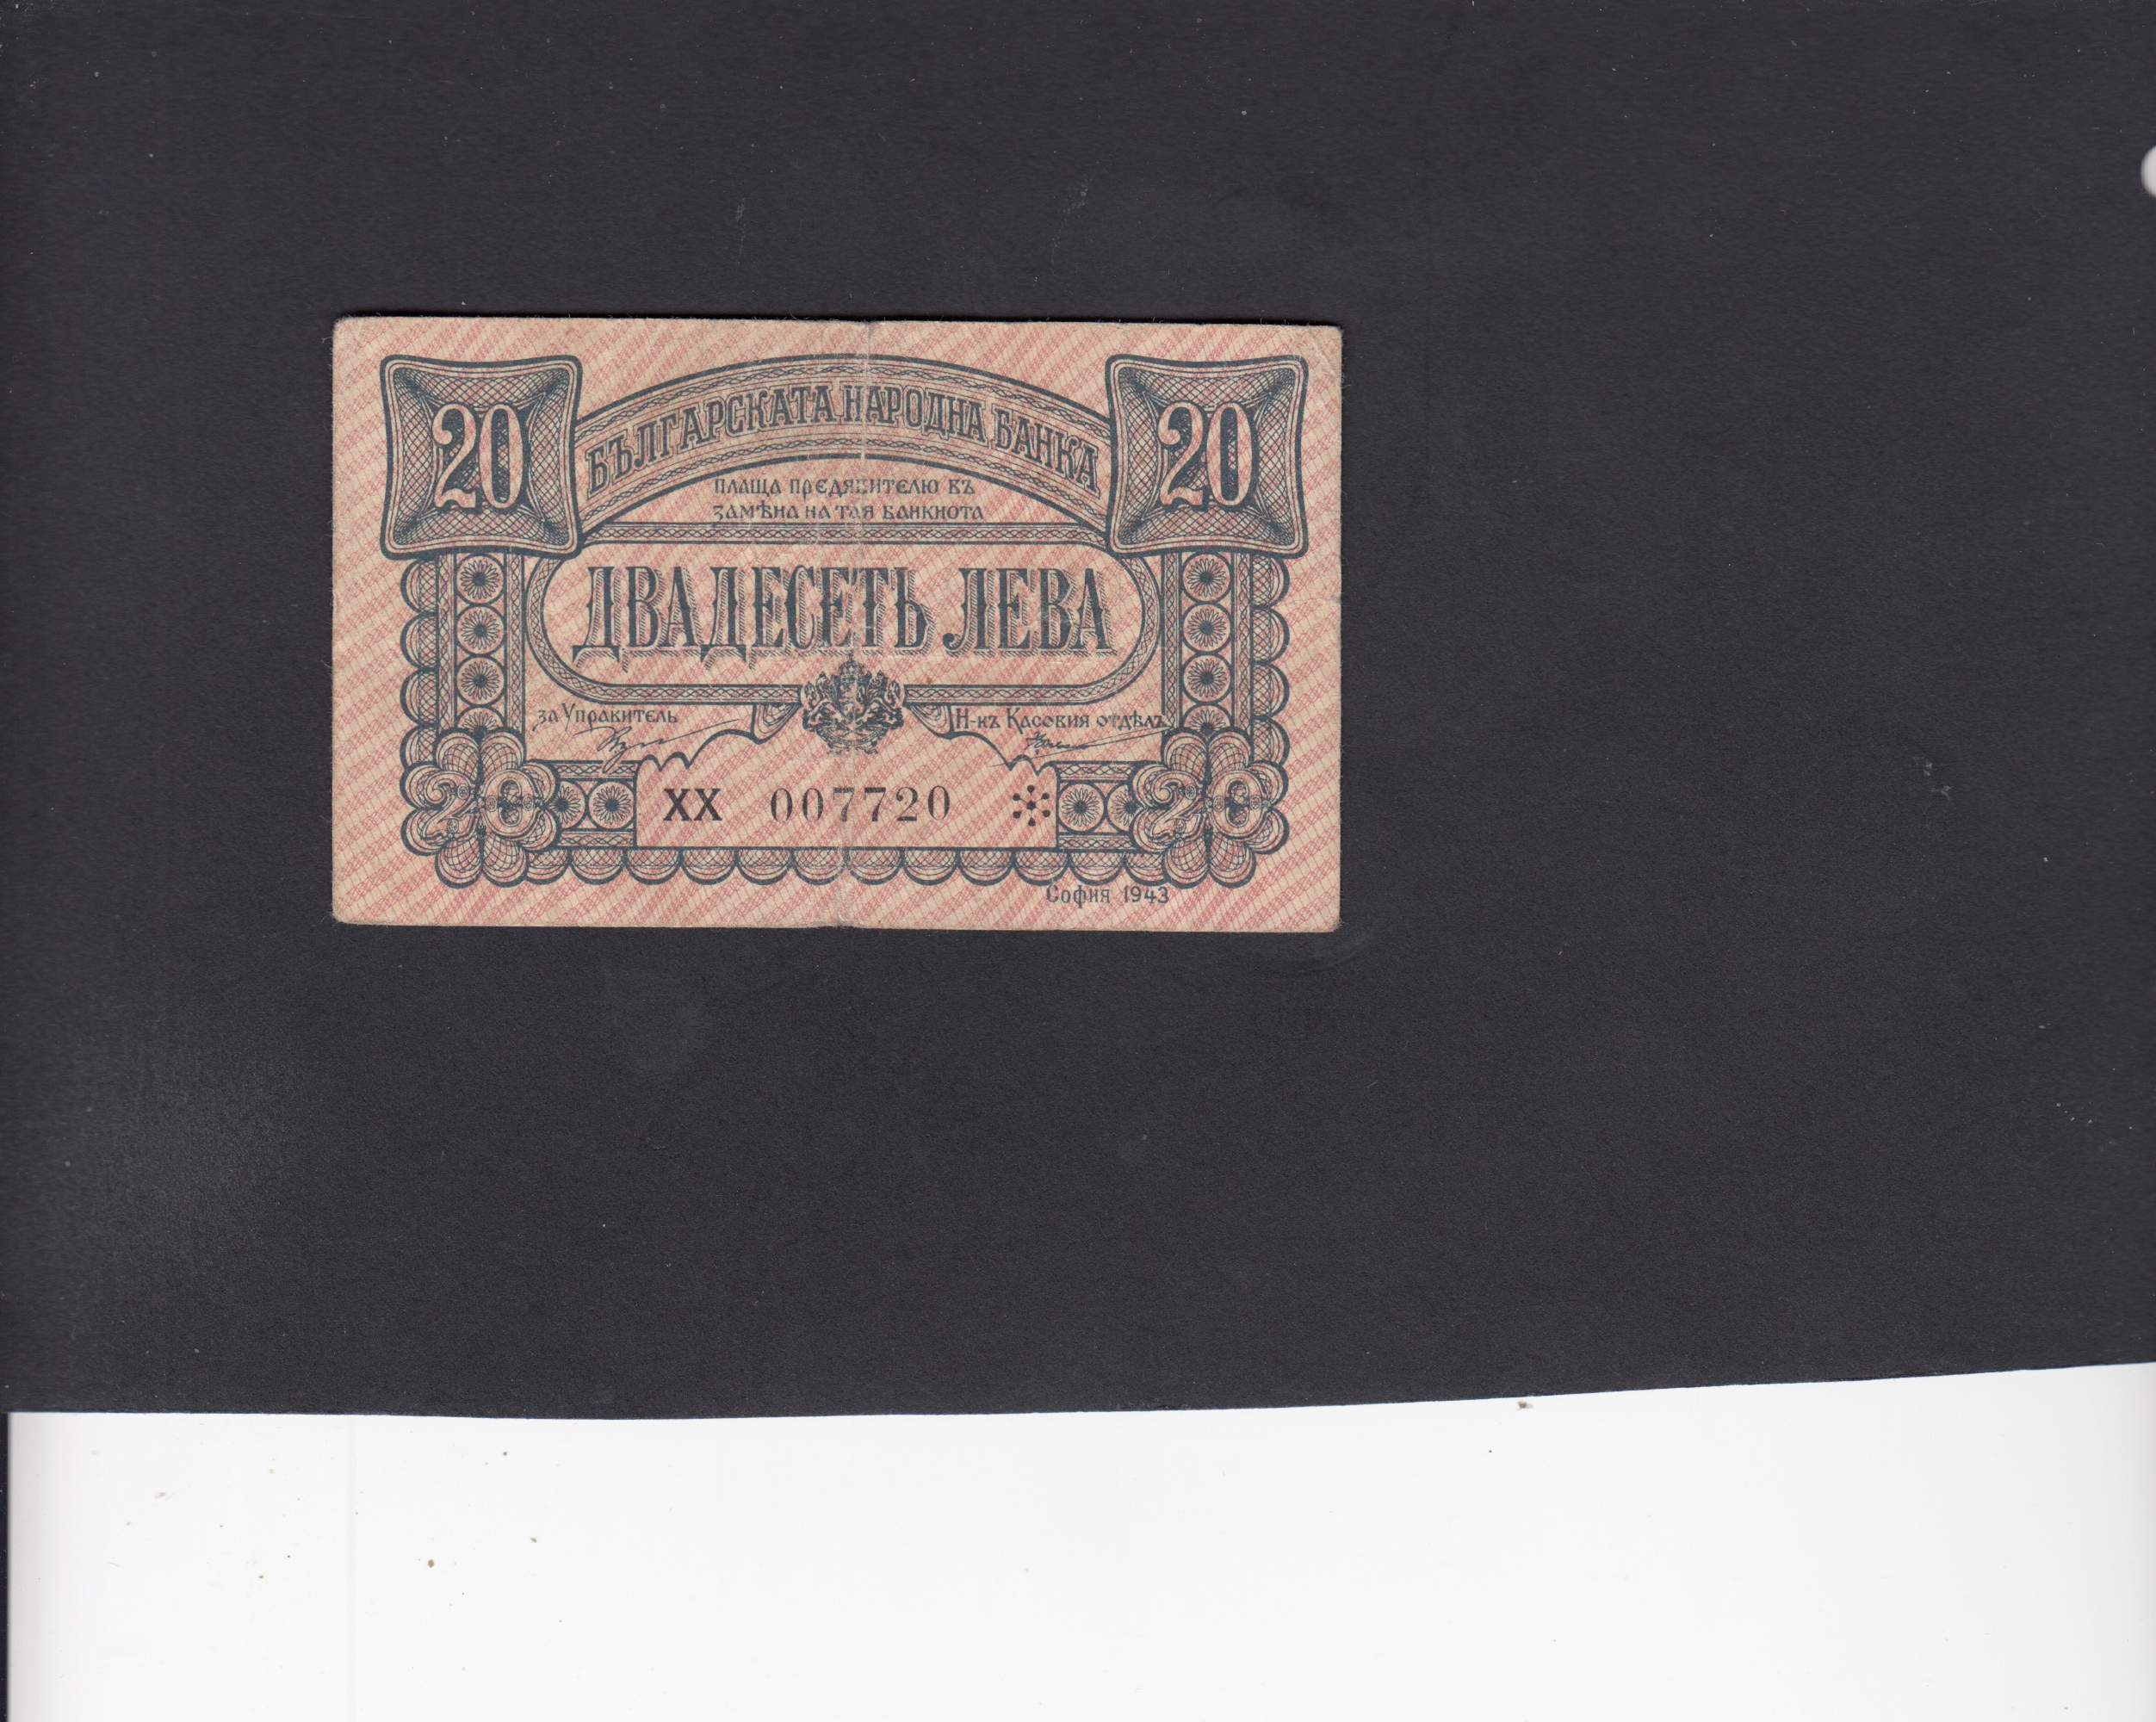 20 БЪЛГАРСКАТА НАРОДНА БАНКА 20
ПЛАЩА ПРЕДЯВИТЕЛЮ ВЪ
ЗАМѢНА НА ТАЯ БАНКНОТА
ДВАДЕСЕТЬ ЛЕВА
за Управитель
Н-къ Касовия отдѣлъ
20 XX 007720 20
София 1943